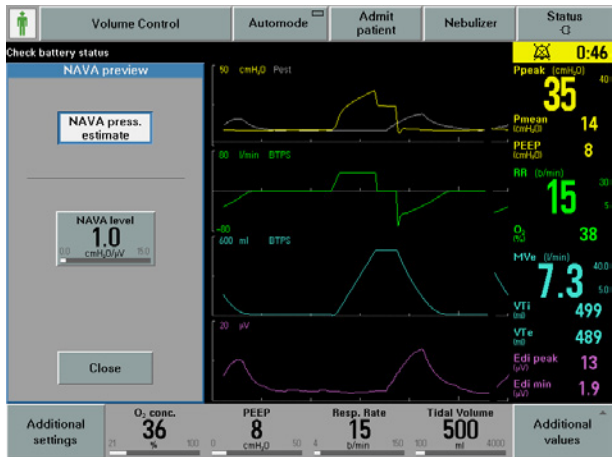 Volume Control
Automode
Admit
patient
Nebulizer
Status
Check battery status
0:46
NAVA preview
NAVA press.
estimate
NAVA level
1.0
0.0 cmH₂O/µV 15.0
Close
50 cmH₂O Pest
80 l/min BTPS
-80
600 ml BTPS
20 µV
Ppeak (cmH₂O)
40
35
Pmean
(cmH₂O)
14
PEEP
(cmH₂O)
8
RR (b/min)
30
15
5
O₂
(%)
38
MVe (l/min)
40.0
7.3
5.0
VTi
(ml)
499
VTe
(ml)
489
Edi peak
(µV)
13
Edi min
(µV)
1.9
Additional
settings
O₂ conc.
36
21 % 100
PEEP
8
0 cmH₂O 50
Resp. Rate
15
4 b/min 150
Tidal Volume
500
100 ml 4000
Additional
values